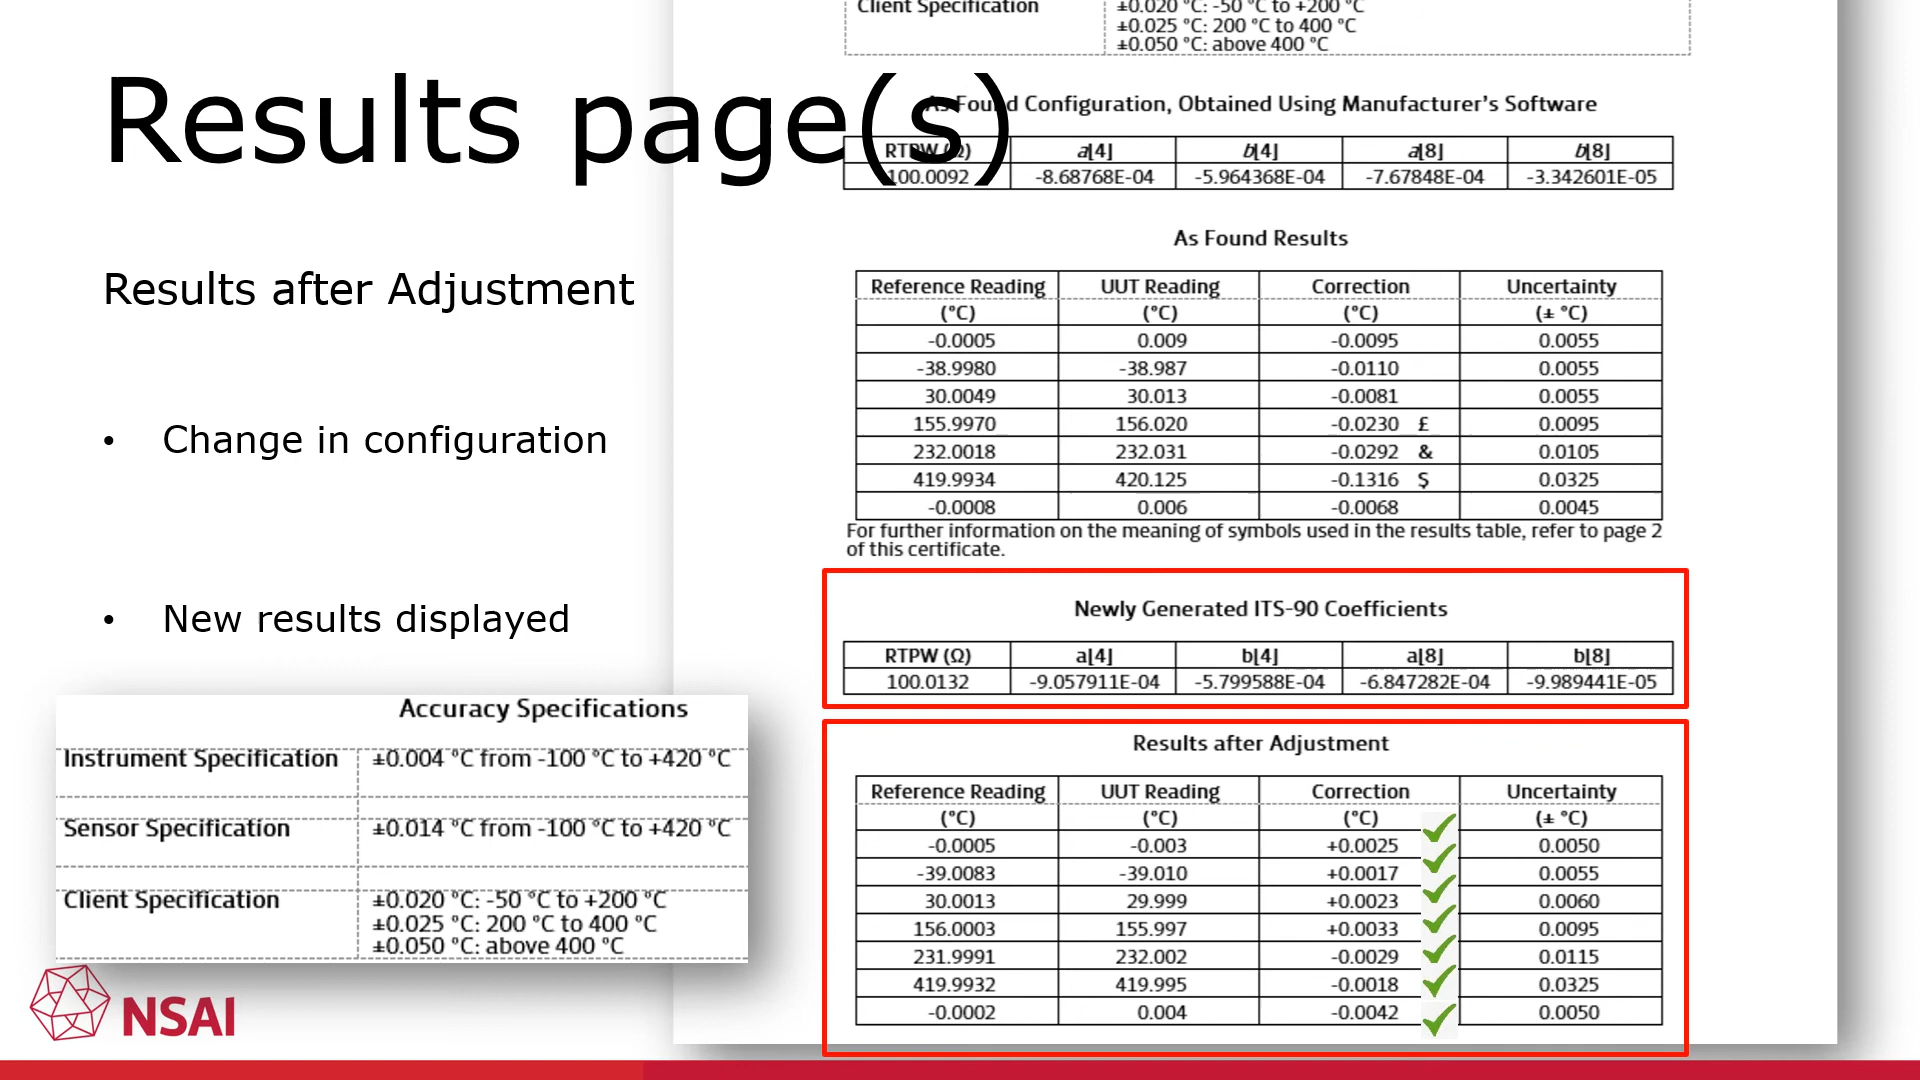 Results page(s)
Results after Adjustment
• Change in configuration
• New results displayed
Accuracy Specifications
Instrument Specification ±0.004 °C from -100 °C to +420 °C
Sensor Specification ±0.014 °C from -100 °C to +420 °C
Client Specification ±0.020 °C: -50 °C to +200 °C
±0.025 °C: 200 °C to 400 °C
±0.050 °C: above 400 °C
NSAI
Client Specification ±0.020 °C: -50 °C to +200 °C
±0.025 °C: 200 °C to 400 °C
±0.050 °C: above 400 °C
As Found Configuration, Obtained Using Manufacturer's Software
RTPW (Ω) a[4] b[4] a[8] b[8]
100.0092 -8.68768E-04 -5.964368E-04 -7.67848E-04 -3.342601E-05
As Found Results
Reference Reading UUT Reading Correction Uncertainty
(°C) (°C) (°C) (± °C)
-0.0005 0.009 -0.0095 0.0055
-38.9980 -38.987 -0.0110 0.0055
30.0049 30.013 -0.0081 0.0055
155.9970 156.020 -0.0230 £ 0.0095
232.0018 232.031 -0.0292 & 0.0105
419.9934 420.125 -0.1316 $ 0.0325
-0.0008 0.006 -0.0068 0.0045
For further information on the meaning of symbols used in the results table, refer to page 2
of this certificate.
Newly Generated ITS-90 Coefficients
RTPW (Ω) a[4] b[4] a[8] b[8]
100.0132 -9.057911E-04 -5.799588E-04 -6.847282E-04 -9.989441E-05
Results after Adjustment
Reference Reading UUT Reading Correction Uncertainty
(°C) (°C) (°C) (± °C)
-0.0005 -0.003 +0.0025 0.0050
-39.0083 -39.010 +0.0017 0.0055
30.0013 29.999 +0.0023 0.0060
156.0003 155.997 +0.0033 0.0095
231.9991 232.002 -0.0029 0.0115
419.9932 419.995 -0.0018 0.0325
-0.0002 0.004 -0.0042 0.0050